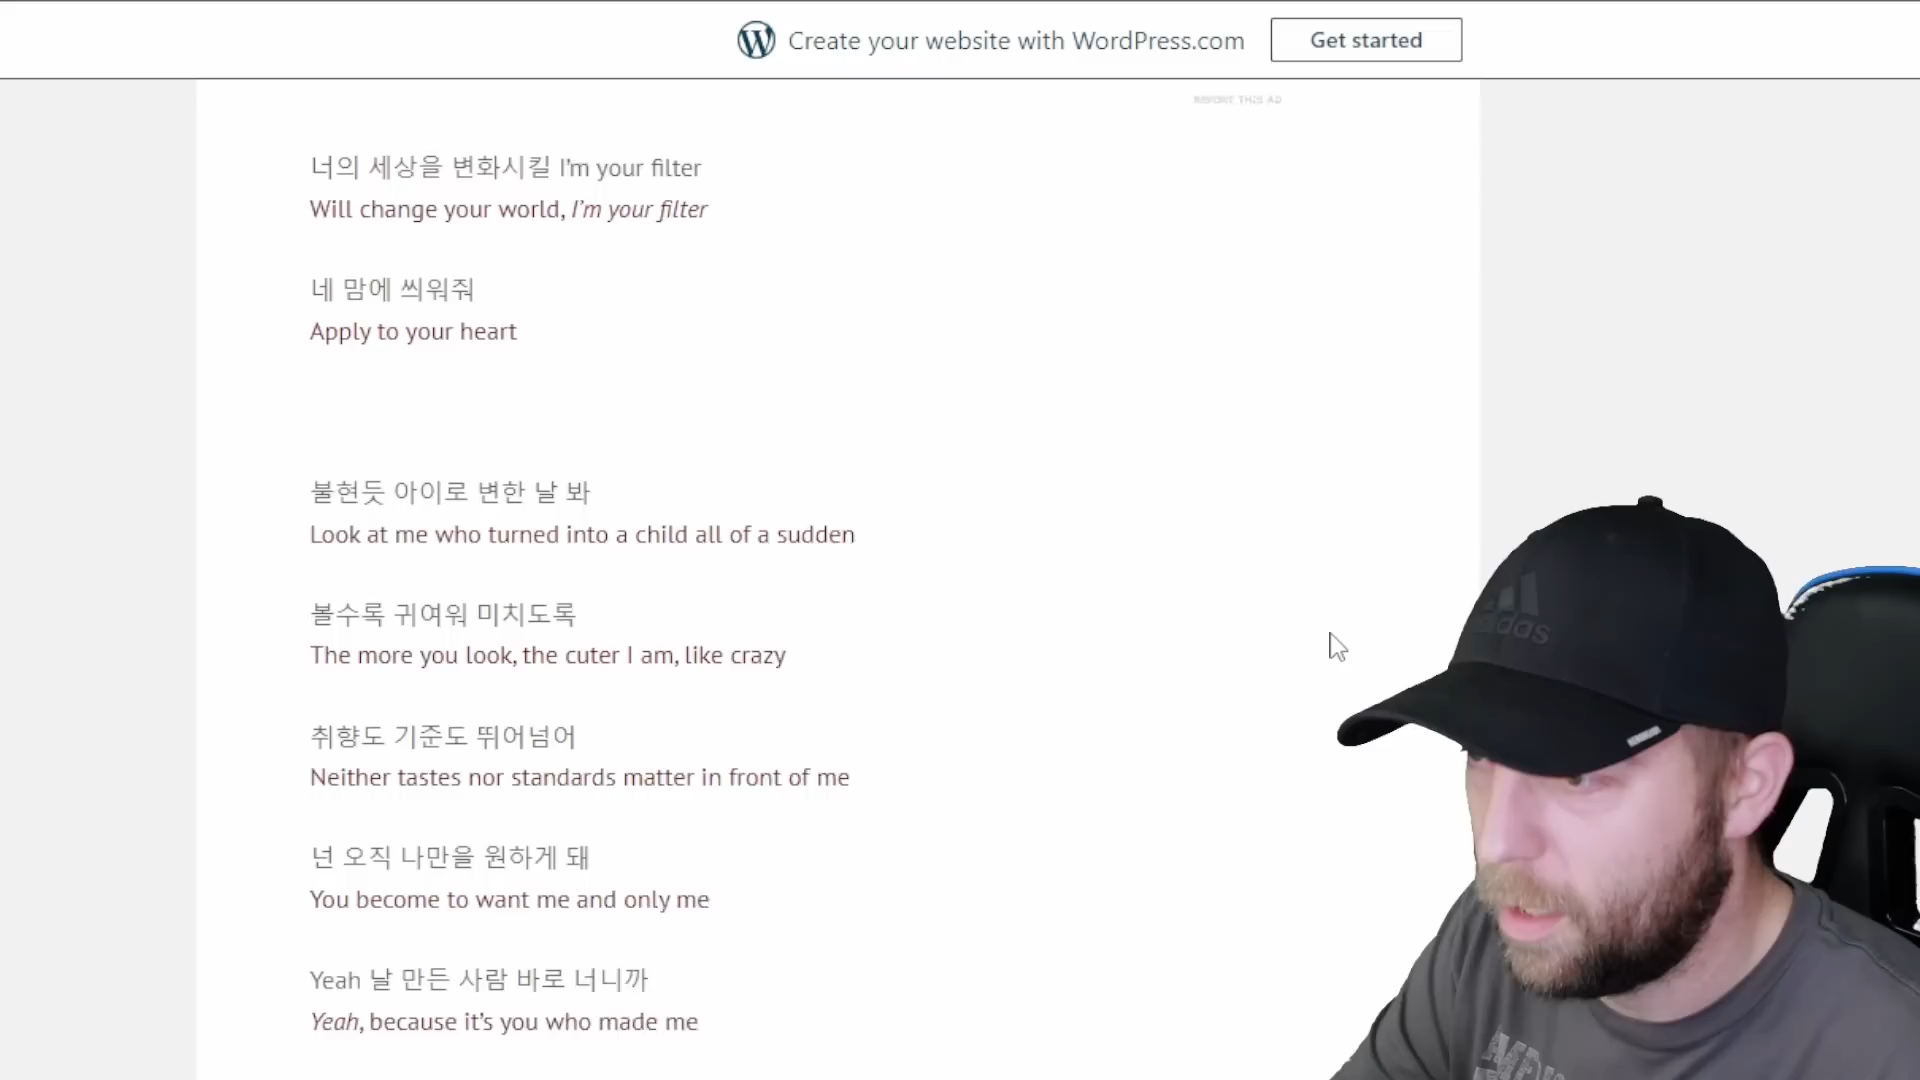 Create your website with WordPress.com
Get started
REPORT THIS AD
너의 세상을 변화시킬 I'm your filter
Will change your world, I'm your filter
네 맘에 씌워줘
Apply to your heart
불현듯 아이로 변한 날 봐
Look at me who turned into a child all of a sudden
볼수록 귀여워 미치도록
The more you look, the cuter I am, like crazy
취향도 기준도 뛰어넘어
Neither tastes nor standards matter in front of me
넌 오직 나만을 원하게 돼
You become to want me and only me
Yeah 날 만든 사람 바로 너니까
Yeah, because it's you who made me
adidas